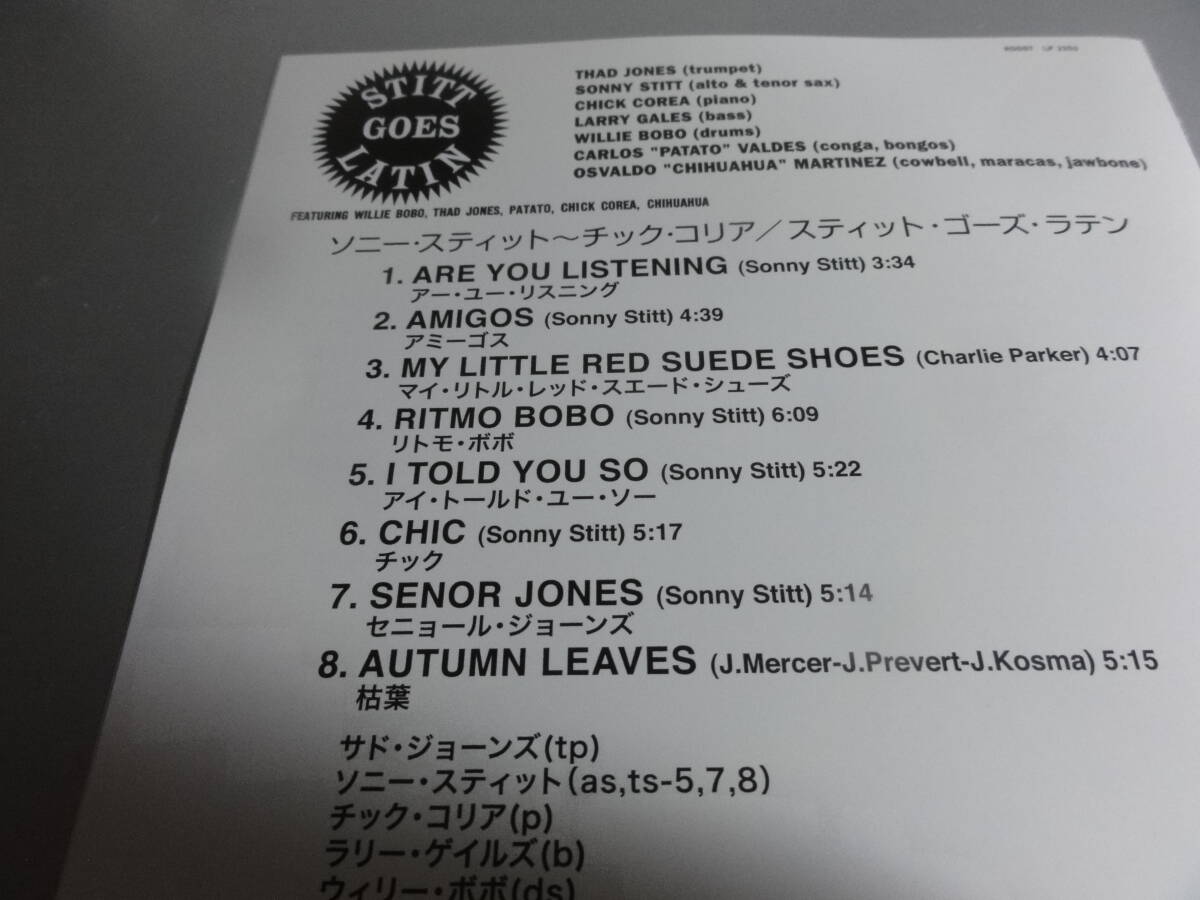 STITT
GOES
LATIN
THAD JONES (trumpet)
SONNY STITT (alto & tenor sax)
CHICK COREA (piano)
LARRY GALES (bass)
WILLIE BOBO (drums)
CARLOS "PATATO" VALDES (conga, bongos)
OSVALDO "CHIHUAHUA" MARTINEZ (cowbell, maracas, jawbone)
FEATURING WILLIE BOBO, THAD JONES, PATATO, CHICK COREA, CHIHUAHUA
ソニー・スティット〜チック・コリア／スティット・ゴーズ・ラテン
1. ARE YOU LISTENING (Sonny Stitt) 3:34
アー・ユー・リスニング
2. AMIGOS (Sonny Stitt) 4:39
アミーゴス
3. MY LITTLE RED SUEDE SHOES (Charlie Parker) 4:07
マイ・リトル・レッド・スエード・シューズ
4. RITMO BOBO (Sonny Stitt) 6:09
リトモ・ボボ
5. I TOLD YOU SO (Sonny Stitt) 5:22
アイ・トールド・ユー・ソー
6. CHIC (Sonny Stitt) 5:17
チック
7. SENOR JONES (Sonny Stitt) 5:14
セニョール・ジョーンズ
8. AUTUMN LEAVES (J.Mercer-J.Prevert-J.Kosma) 5:15
枯葉
サド・ジョーンズ(tp)
ソニー・スティット(as,ts-5,7,8)
チック・コリア(p)
ラリー・ゲイルズ(b)
ウィリー・ボボ(ds)